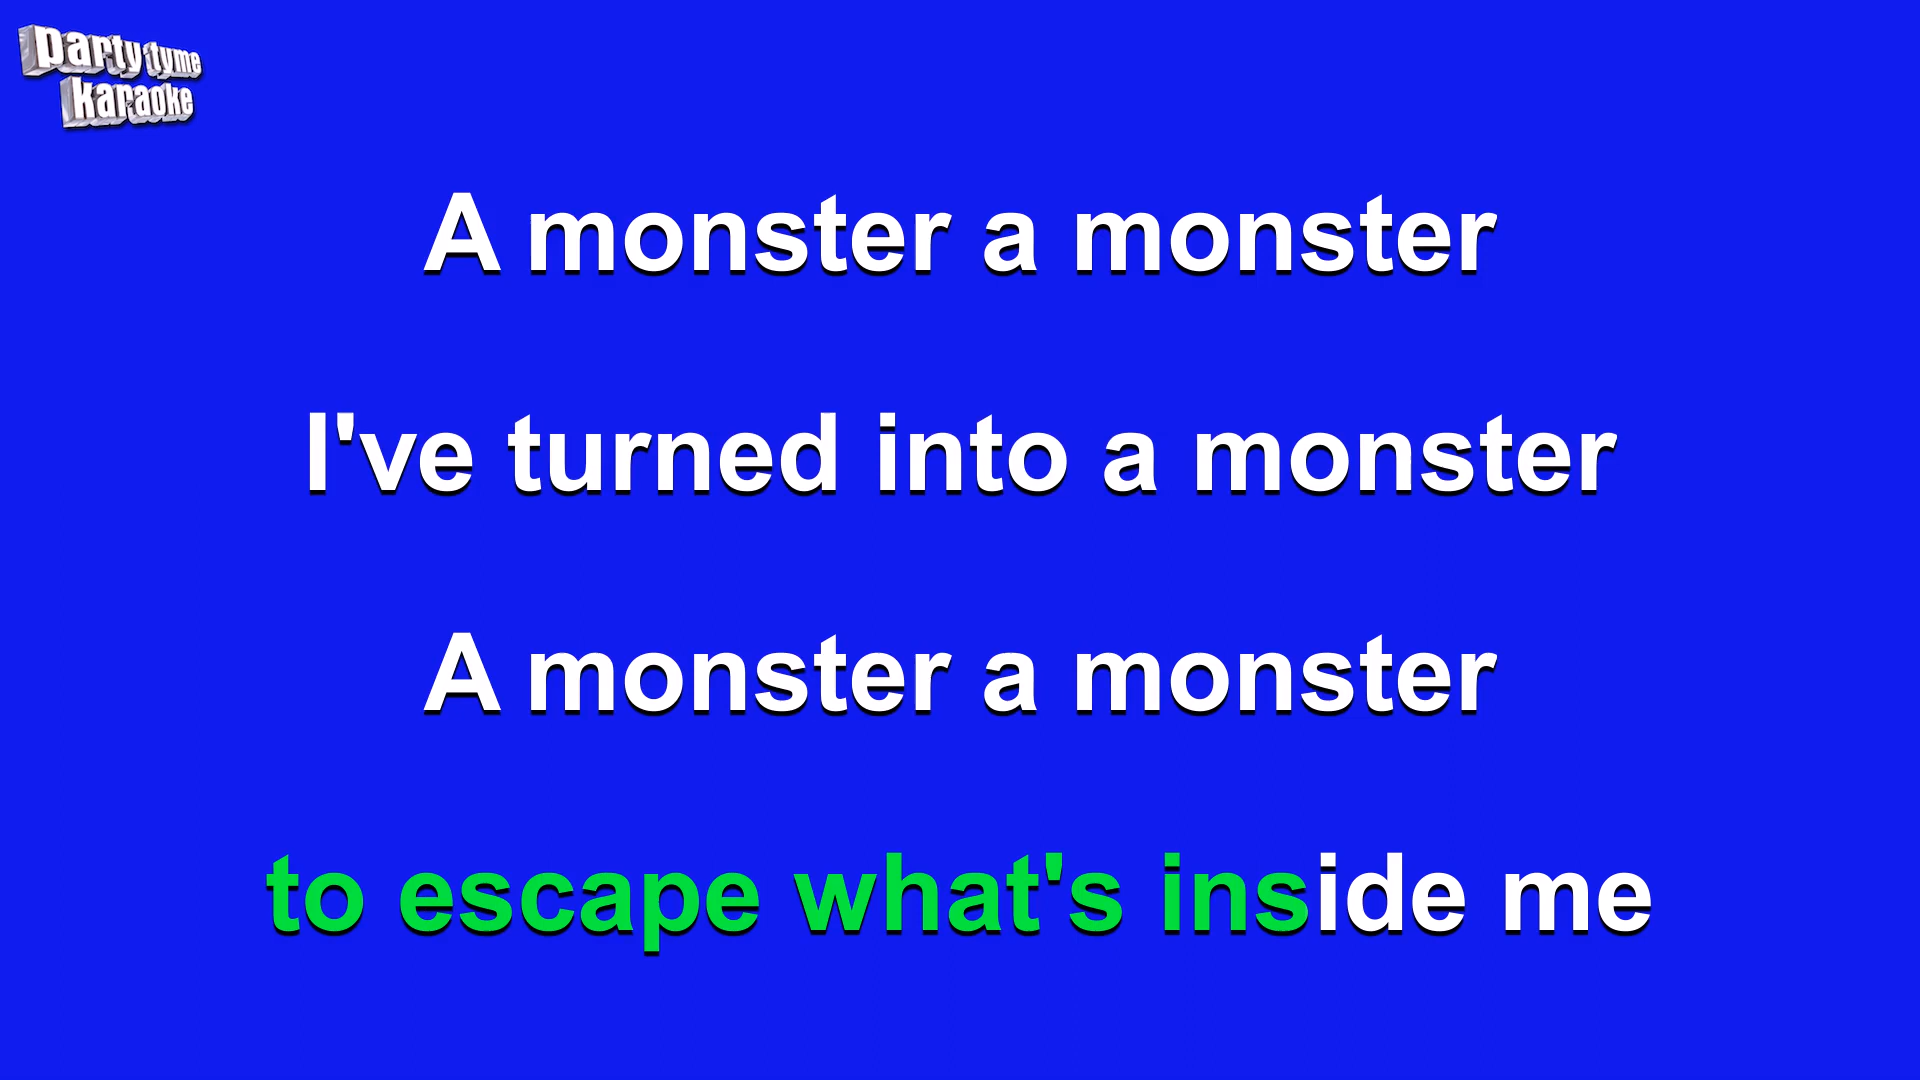 party tyme
karaoke
A monster a monster
I've turned into a monster
A monster a monster
to escape what's inside me